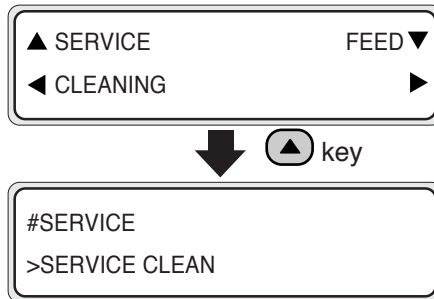 ▲ SERVICE FEED▼
◀ CLEANING ▶
▲ key
#SERVICE
>SERVICE CLEAN